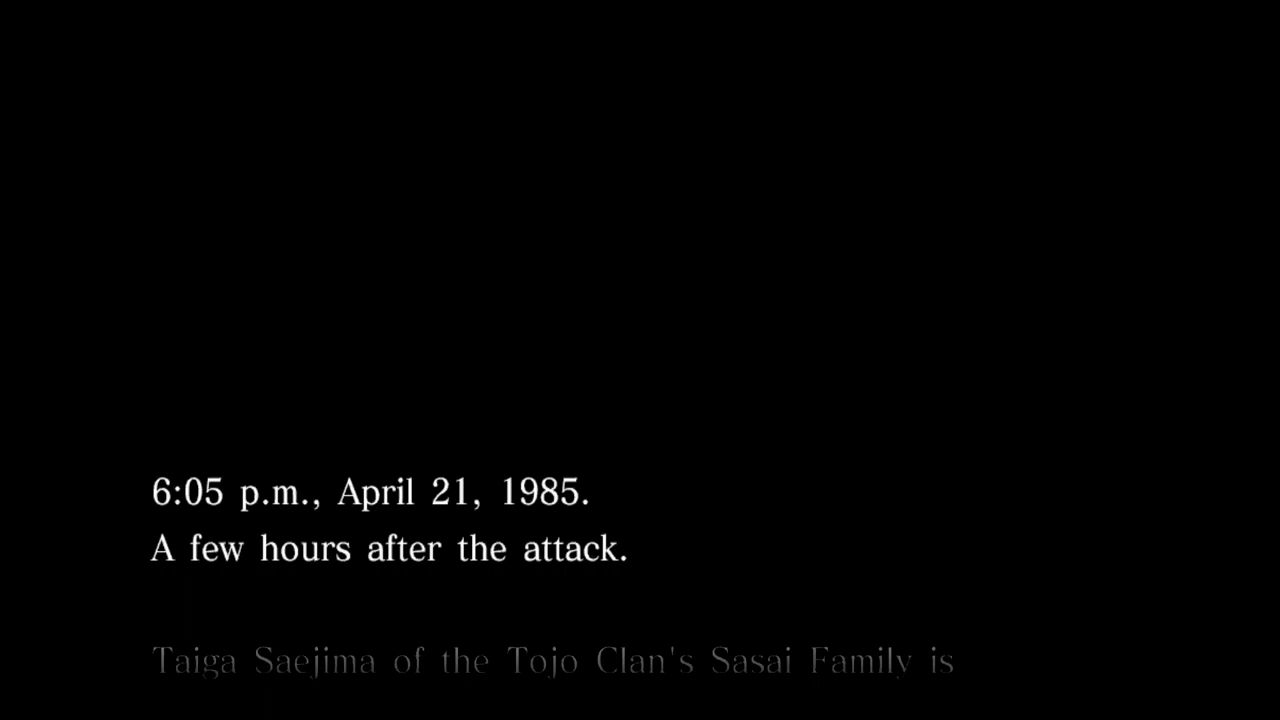 6:05 p.m., April 21, 1985.
A few hours after the attack.
Taiga Saejima of the Tojo Clan's Sasai Family is